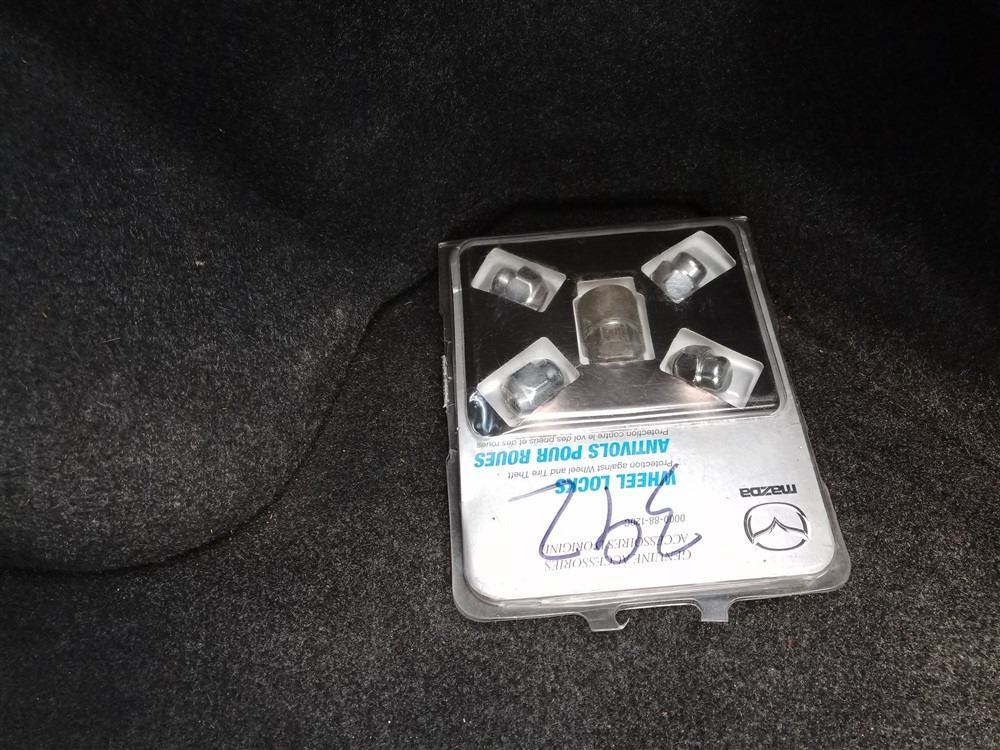 GENUINE ACCESSORIES
ACCESSOIRES D'ORIGINE
mazda
WHEEL LOCKS
Protection against Wheel and Tire Theft
ANTIVOLS POUR ROUES
Protection contre le vol des pneus et des roues